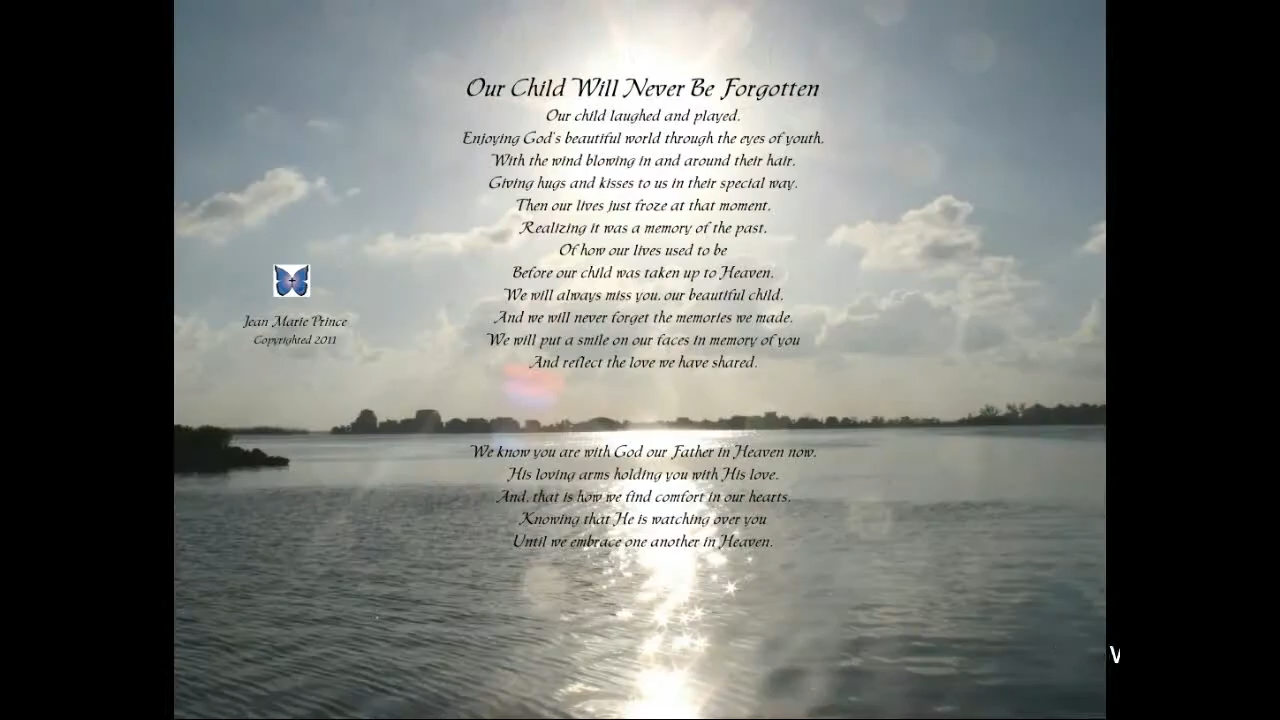 Our Child Will Never Be Forgotten
Our child laughed and played,
Enjoying God's beautiful world through the eyes of youth.
With the wind blowing in and around their hair,
Giving hugs and kisses to us in their special way.
Then our lives just froze at that moment,
Realizing it was a memory of the past,
Of how our lives used to be
Before our child was taken up to Heaven.
We will always miss you, our beautiful child,
And we will never forget the memories we made.
We will put a smile on our faces in memory of you
And reflect the love we have shared.
Jean Marie Prince
Copyrighted 2011
We know you are with God our Father in Heaven now,
His loving arms holding you with His love.
And, that is how we find comfort in our hearts,
Knowing that He is watching over you
Until we embrace one another in Heaven.